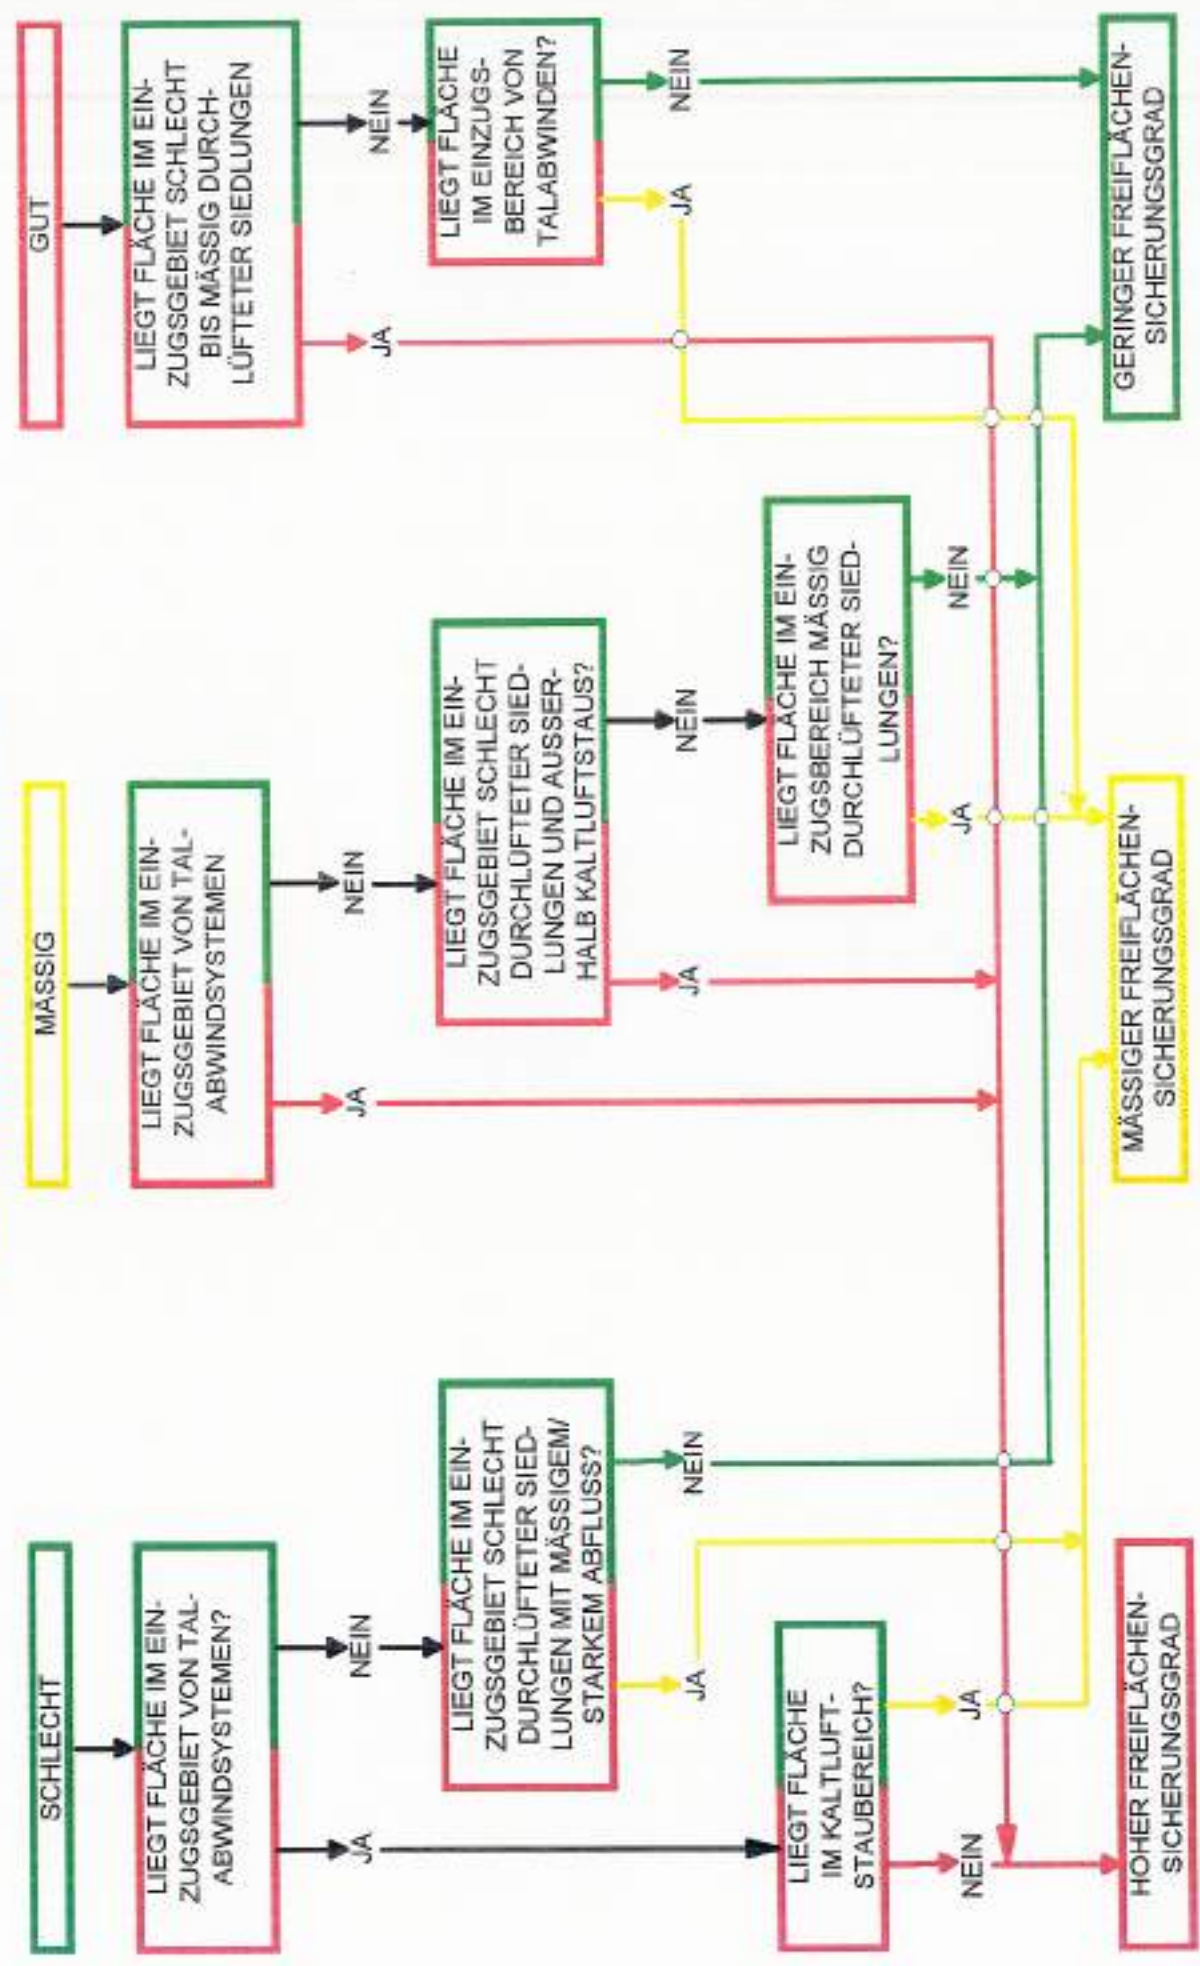 SCHLECHT
LIEGT FLÄCHE IM EIN-
ZUGSGEBIET VON TAL-
ABWINDSYSTEMEN?
JA
NEIN
LIEGT FLÄCHE IM EIN-
ZUGSGEBIET SCHLECHT
DURCHLÜFTETER SIED-
LUNGEN MIT MÄSSIGEM/
STARKEM ABFLUSS?
JA
NEIN
LIEGT FLÄCHE
IM KALTLUFT-
STAUBEREICH?
NEIN
JA
HOHER FREIFLÄCHEN-
SICHERUNGSGRAD
MÄSSIG
LIEGT FLÄCHE IM EIN-
ZUGSGEBIET VON TAL-
ABWINDSYSTEMEN
JA
NEIN
LIEGT FLÄCHE IM EIN-
ZUGSGEBIET SCHLECHT
DURCHLÜFTETER SIED-
LUNGEN UND AUSSER-
HALB KALTLUFTSTAUS?
JA
NEIN
LIEGT FLÄCHE IM EIN-
ZUGSBEREICH MÄSSIG
DURCHLÜFTETER SIED-
LUNGEN?
JA
NEIN
MÄSSIGER FREIFLÄCHEN-
SICHERUNGSGRAD
GUT
LIEGT FLÄCHE IM EIN-
ZUGSGEBIET SCHLECHT
BIS MÄSSIG DURCH-
LÜFTETER SIEDLUNGEN
JA
NEIN
LIEGT FLÄCHE
IM EINZUGS-
BEREICH VON
TALABWINDEN?
JA
NEIN
GERINGER FREIFLÄCHEN-
SICHERUNGSGRAD